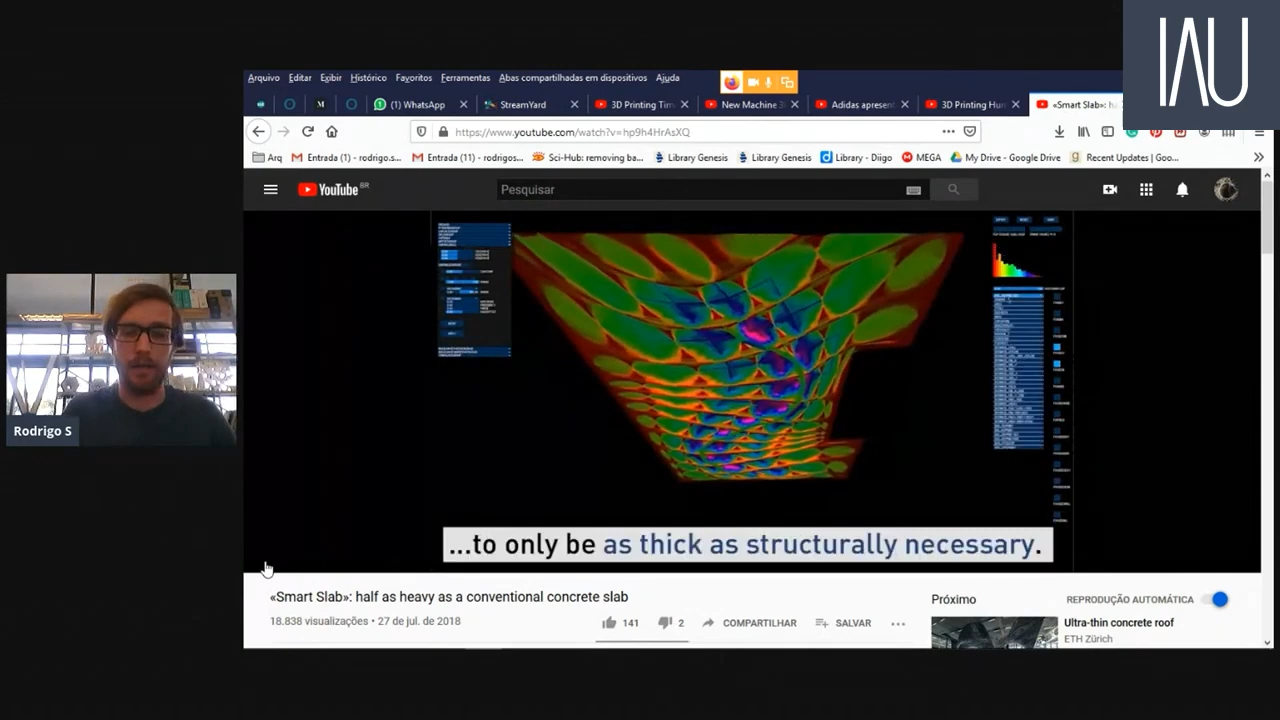 IAU
Arquivo Editar Exibir Histórico Favoritos Ferramentas Abas compartilhadas em dispositivos Ajuda
M (1) WhatsApp StreamYard 3D Printing Tim New Machine 3 Adidas apresent 3D Printing Hur «Smart Slab»: h
https://www.youtube.com/watch?v=hp9h4HrAsXQ
Arq Entrada (1) - rodrigo.s... Entrada (11) - rodrigos... Sci-Hub: removing ba... Library Genesis Library Genesis Library - Diigo MEGA My Drive - Google Drive Recent Updates | Goo...
YouTube BR Pesquisar
Rodrigo S
...to only be as thick as structurally necessary.
«Smart Slab»: half as heavy as a conventional concrete slab
18.838 visualizações • 27 de jul. de 2018
141 2 COMPARTILHAR SALVAR
Próximo REPRODUÇÃO AUTOMÁTICA
Ultra-thin concrete roof
ETH Zürich